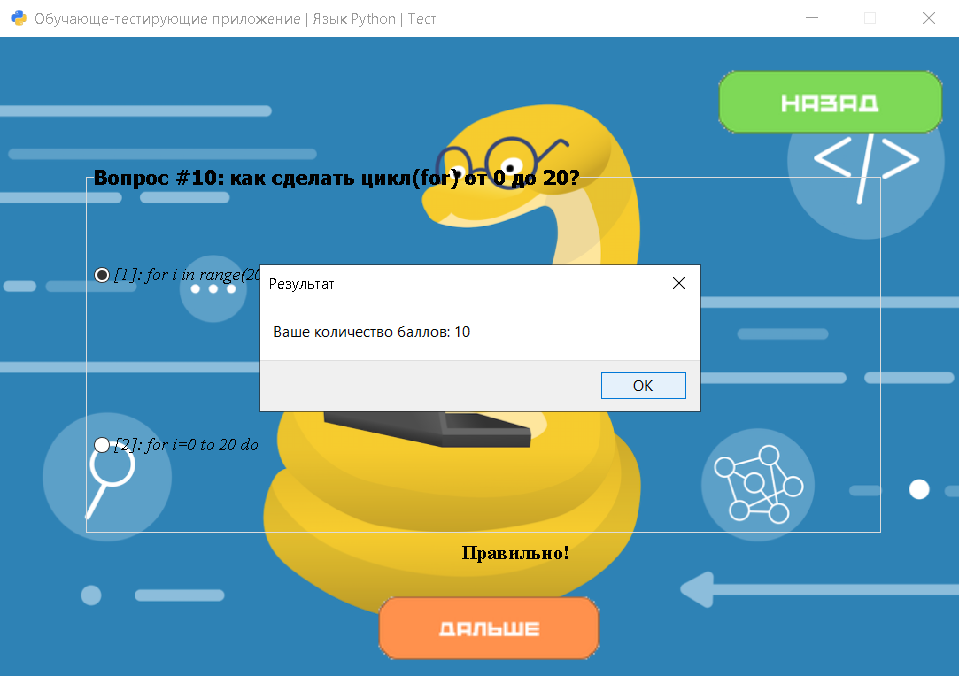 Обучающе-тестирующие приложение | Язык Python | Тест
НАЗАД
</>
Вопрос #10: как сделать цикл(for) от 0 до 20?
[1]: for i in range(20
Результат
Ваше количество баллов: 10
OK
[2]: for i=0 to 20 do
Правильно!
ДАЛЬШЕ